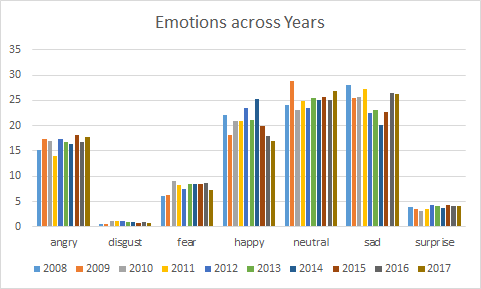 Emotions across Years
35
30
25
20
15
10
5
0
angry disgust fear happy neutral sad surprise
2008 2009 2010 2011 2012 2013 2014 2015 2016 2017